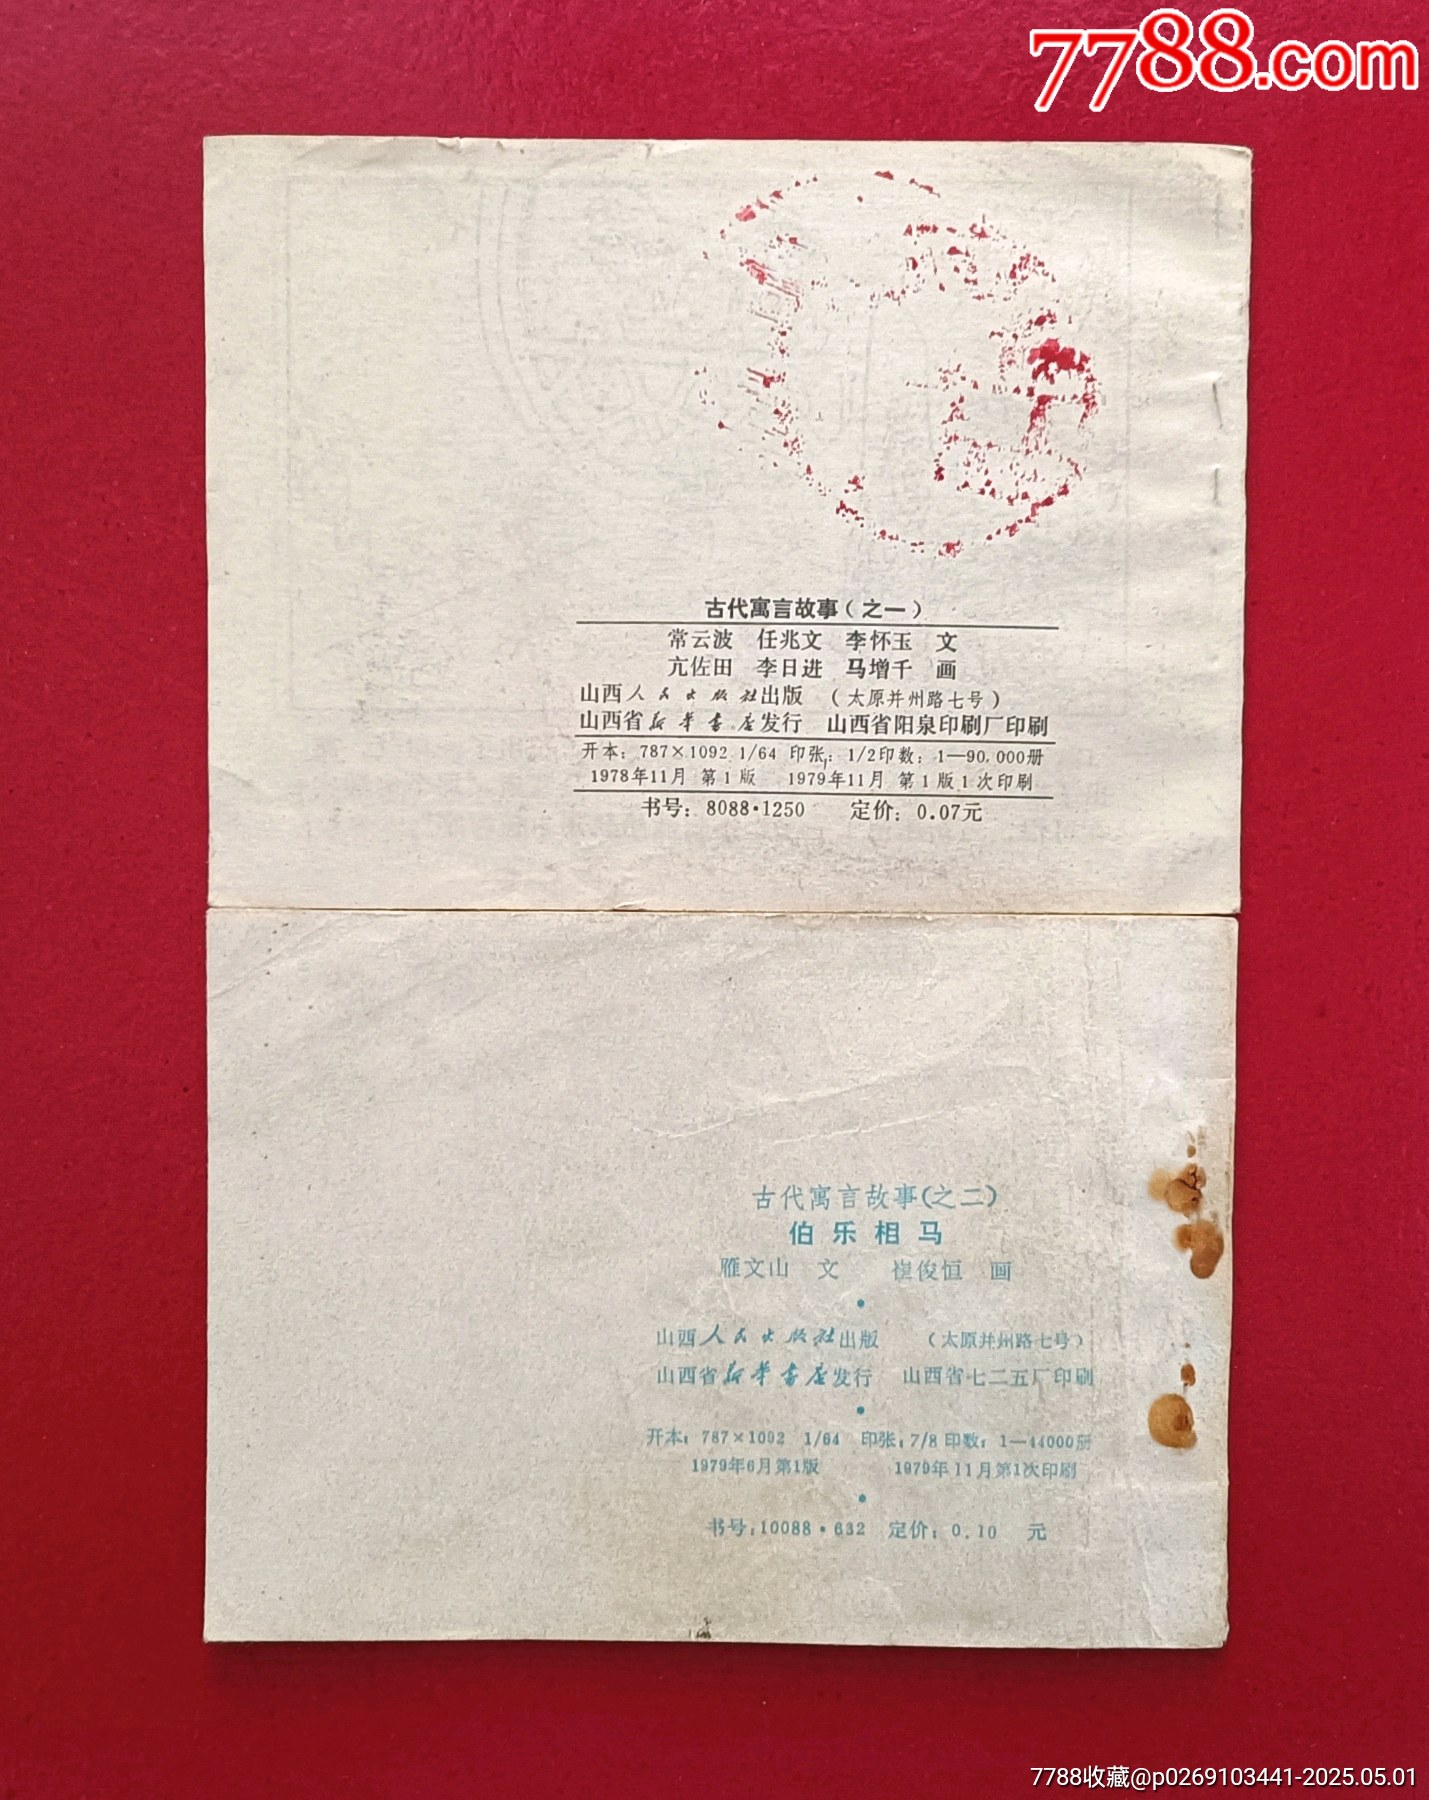 7788.com
古代寓言故事（之一）
常云波 任兆文 李怀玉 文
亢佐田 李日进 马增千 画
山西人民出版社出版 （太原并州路七号）
山西省新华书店发行 山西省阳泉印刷厂印刷
开本：787×1092 1/64 印张：1/2印数：1—90,000册
1978年11月 第1版 1979年11月 第1版1次印刷
书号：8088·1250 定价：0.07元
古代寓言故事(之二)
伯乐相马
雁文山 文 崔俊恒 画
山西人民出版社出版 （太原并州路七号）
山西省新华书店发行 山西省七二五厂印刷
开本：787×1092 1/64 印张：7/8 印数：1—44000册
1979年6月第1版 1979年11月第1次印刷
书号：10088·632 定价：0.10 元
7788收藏@p0269103441-2025.05.01